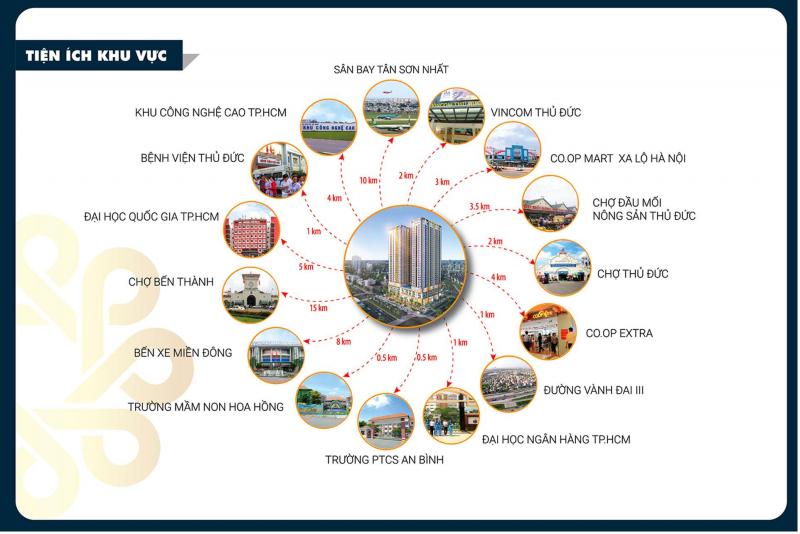 TIỆN ÍCH KHU VỰC
SÂN BAY TÂN SƠN NHẤT
KHU CÔNG NGHỆ CAO TP.HCM
VINCOM THỦ ĐỨC
KHU CÔNG NGHỆ CAO
BỆNH VIỆN THỦ ĐỨC
CO.OP MART XA LỘ HÀ NỘI
10 km
2 km
3 km
4 km
3.5 km
CHỢ ĐẦU MỐI
NÔNG SẢN THỦ ĐỨC
ĐẠI HỌC QUỐC GIA TP.HCM
1 km
2 km
5 km
CHỢ THỦ ĐỨC
CHỢ BẾN THÀNH
4 km
15 km
1 km
CO.OP EXTRA
8 km
1 km
BẾN XE MIỀN ĐÔNG
0.5 km
0.5 km
ĐƯỜNG VÀNH ĐAI III
TRƯỜNG MẦM NON HOA HỒNG
ĐẠI HỌC NGÂN HÀNG TP.HCM
TRƯỜNG PTCS AN BÌNH